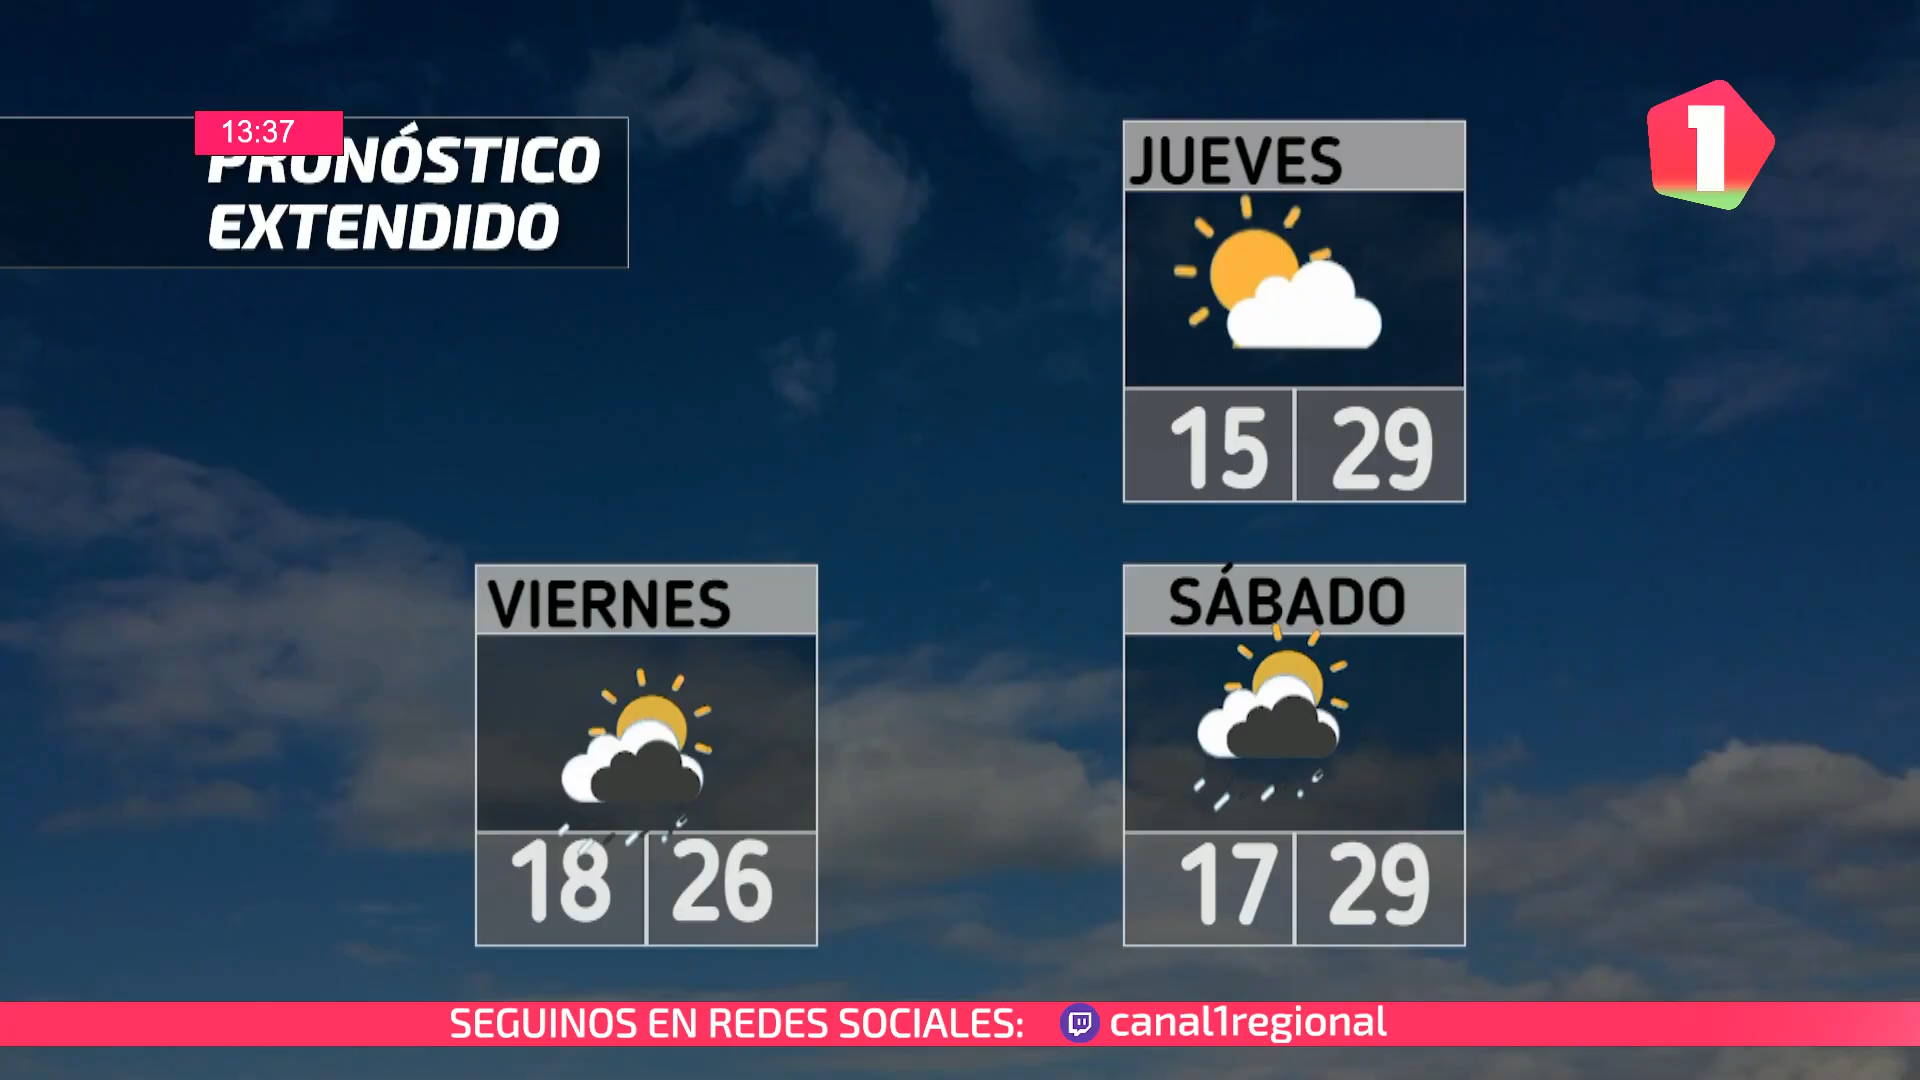 13:37
PRONÓSTICO
EXTENDIDO
1
JUEVES
15 29
VIERNES
18 26
SÁBADO
17 29
SEGUINOS EN REDES SOCIALES: canal1regional